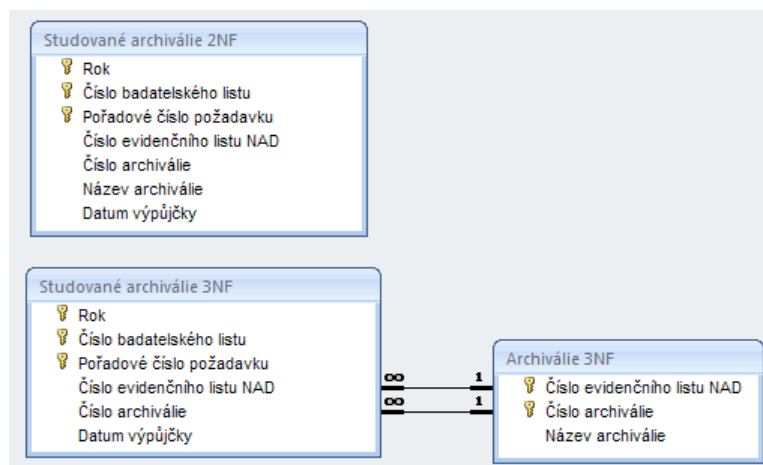 Studované archiválie 2NF
Rok
Číslo badatelského listu
Pořadové číslo požadavku
Číslo evidenčního listu NAD
Číslo archiválie
Název archiválie
Datum výpůjčky
Studované archiválie 3NF
Rok
Číslo badatelského listu
Pořadové číslo požadavku
Číslo evidenčního listu NAD
Číslo archiválie
Datum výpůjčky
∞ 1
∞ 1
Archiválie 3NF
Číslo evidenčního listu NAD
Číslo archiválie
Název archiválie